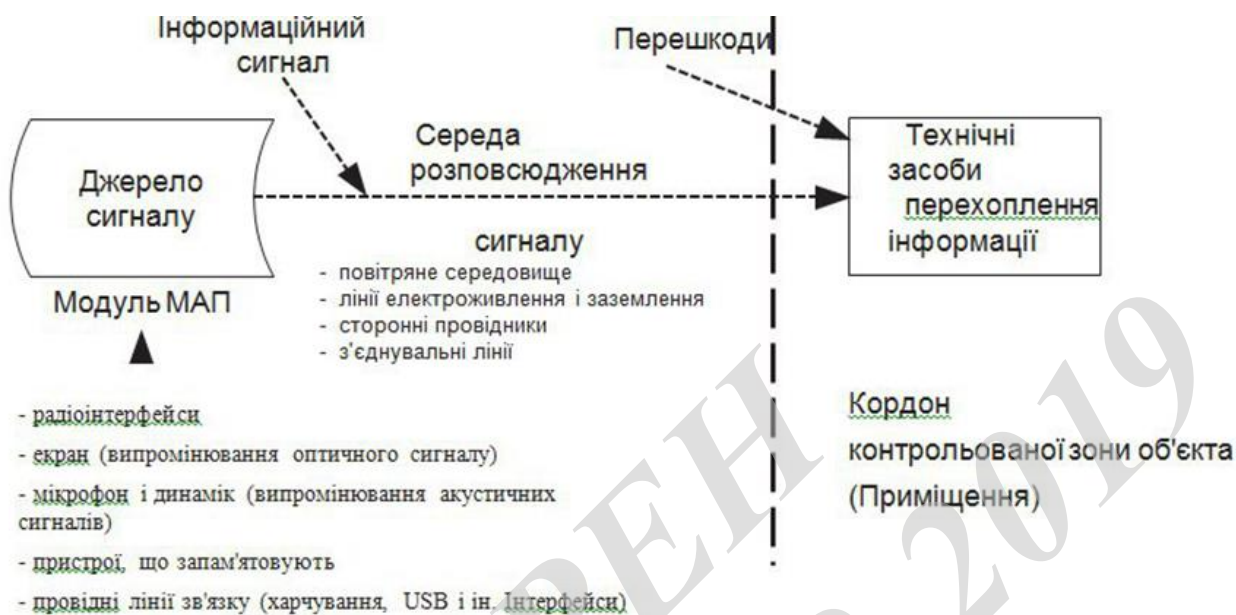 Інформаційний
сигнал
Перешкоди
Джерело
сигналу
Середа
розповсюдження
Технічні
засоби
перехоплення
інформації
сигналу
- повітряне середовище
- лінії електроживлення і заземлення
- сторонні провідники
- з'єднувальні лінії
Модуль МАП
- радіоінтерфейси
- екран (випромінювання оптичного сигналу)
- мікрофон і динамік (випромінювання акустичних
сигналів)
- пристрої, що запам'ятовують
- провідні лінії зв'язку (харчування, USB і ін. Інтерфейси)
Кордон
контрольованої зони об'єкта
(Приміщення)
РЕН
2019